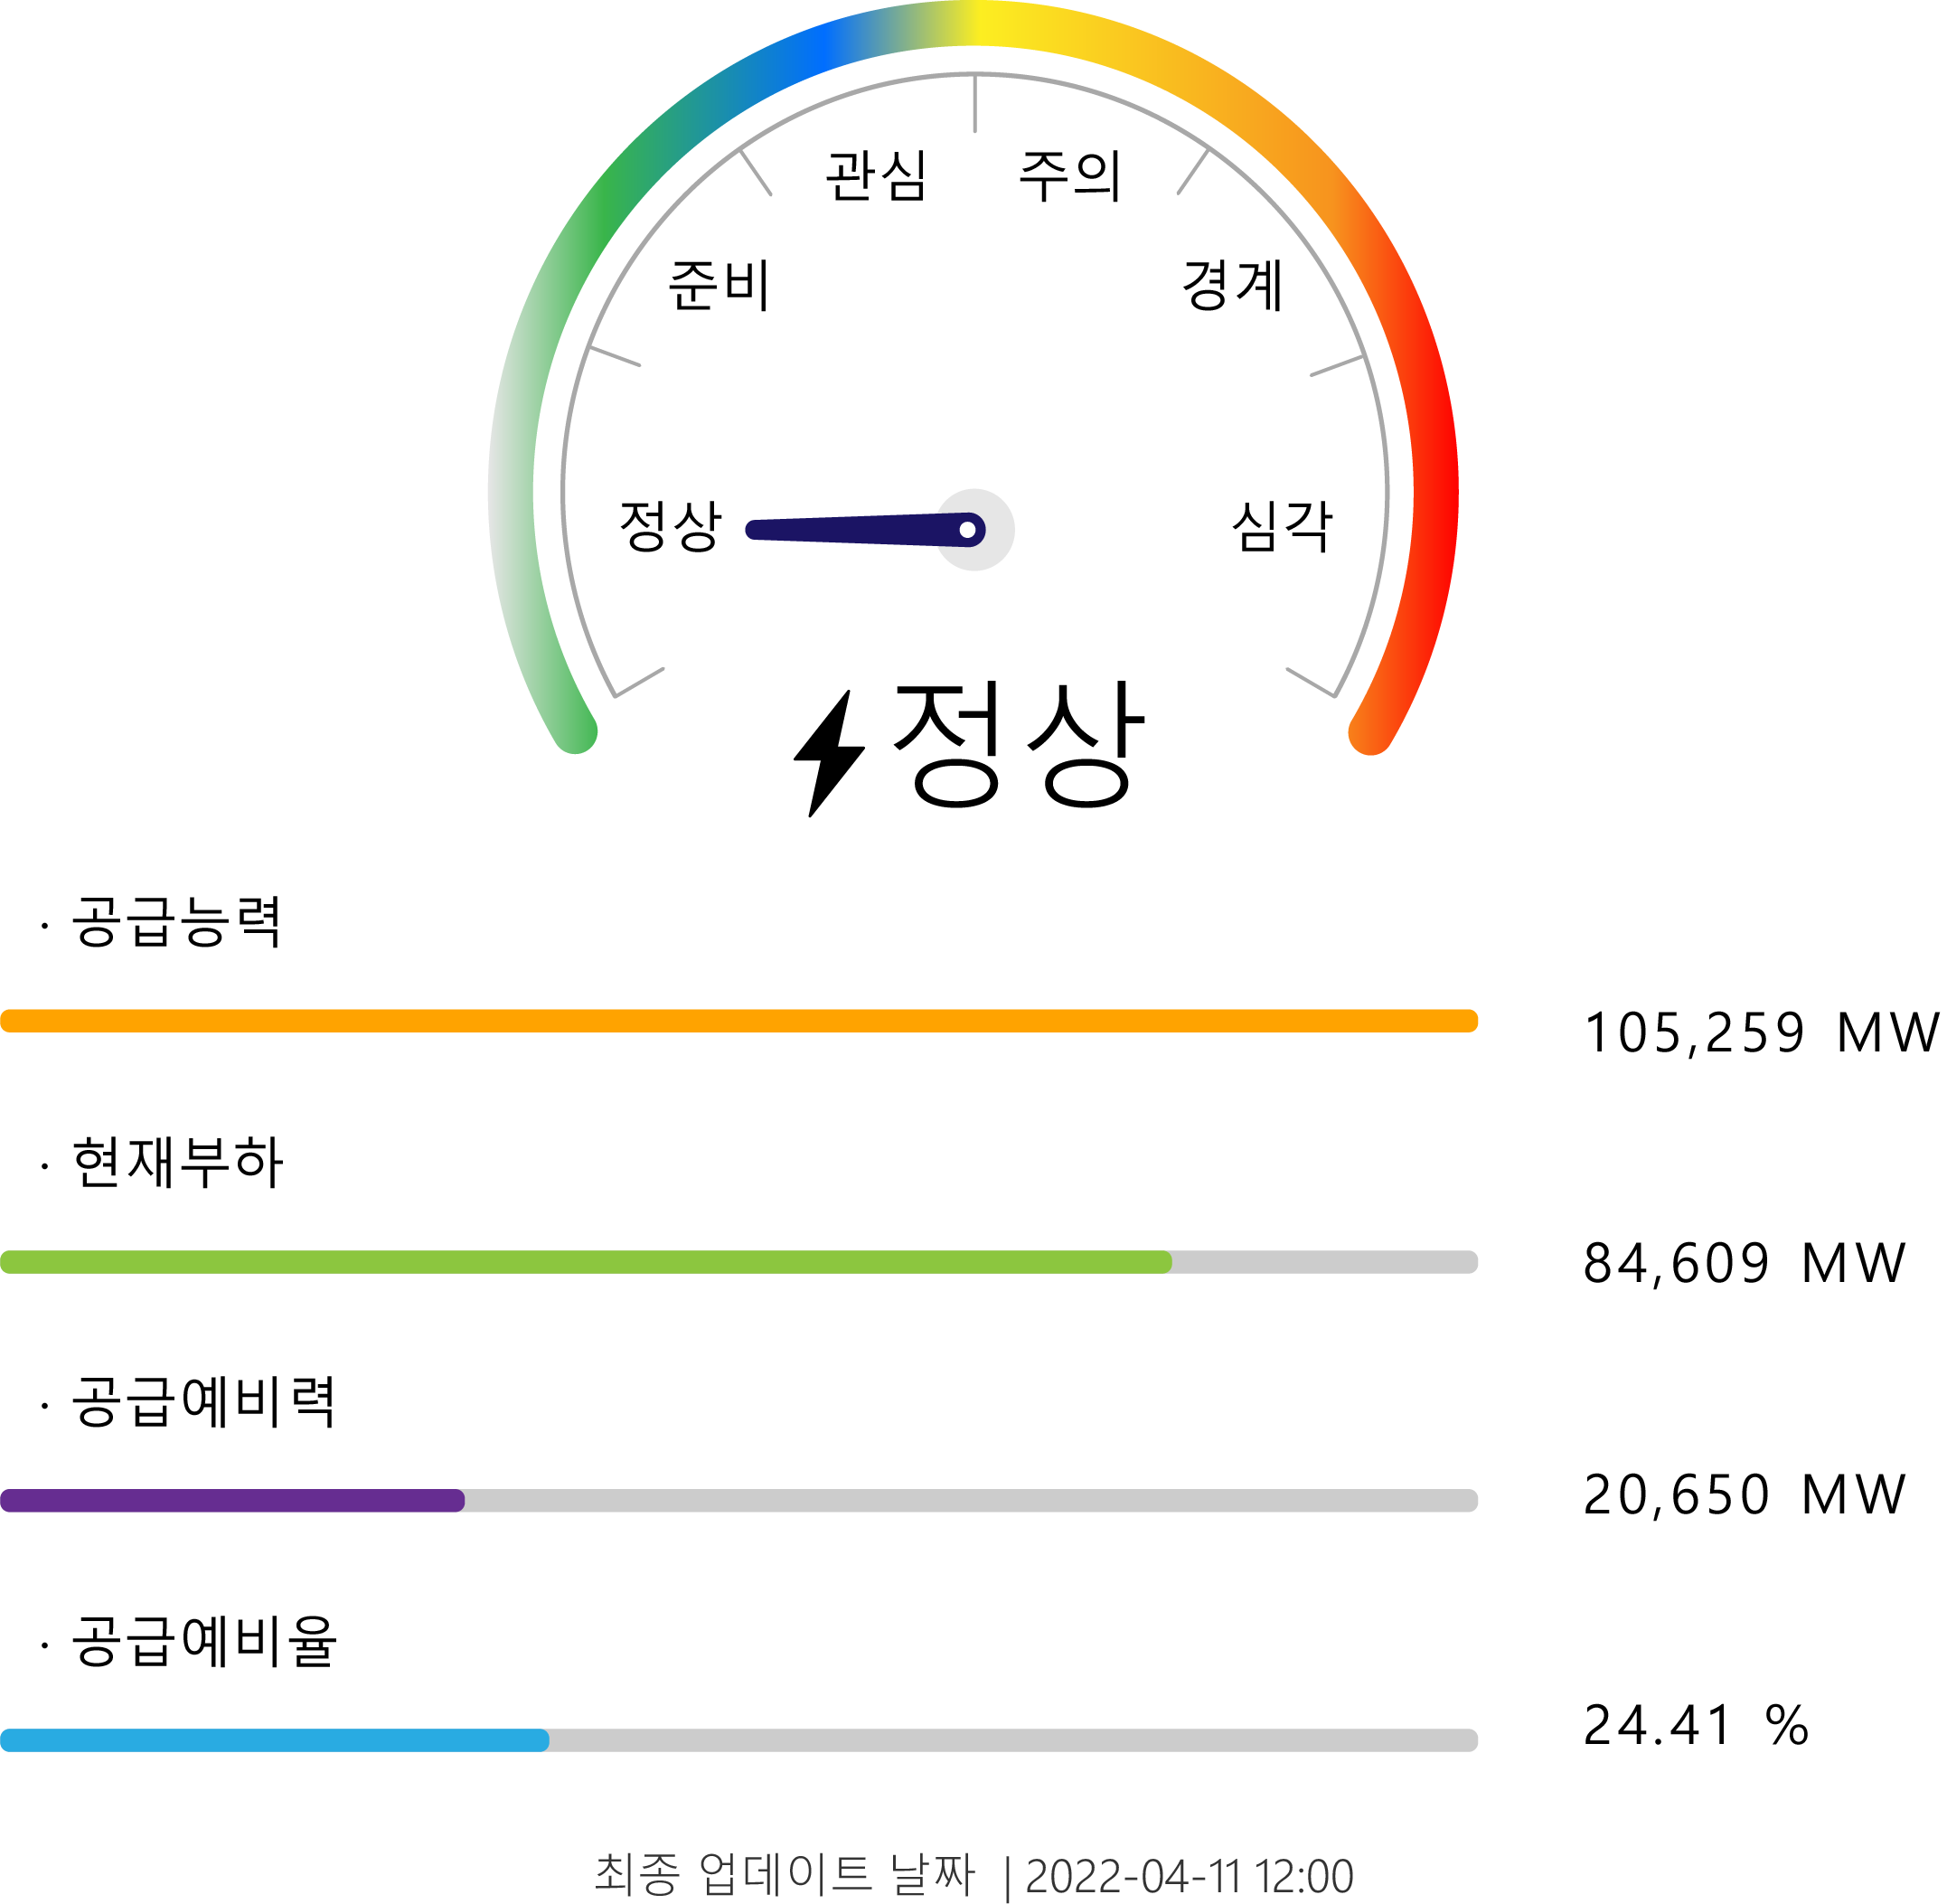 관심 주의
준비 경계
정상 심각
정상
· 공급능력
105,259 MW
· 현재부하
84,609 MW
· 공급예비력
20,650 MW
· 공급예비율
24.41 %
최종 업데이트 날짜 | 2022-04-11 12:00